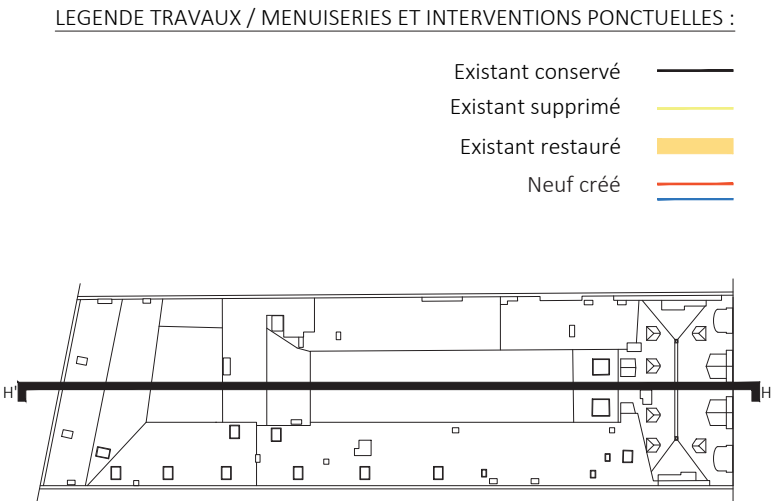 LEGENDE TRAVAUX / MENUISERIES ET INTERVENTIONS PONCTUELLES :
Existant conservé
Existant supprimé
Existant restauré
Neuf créé
H' H